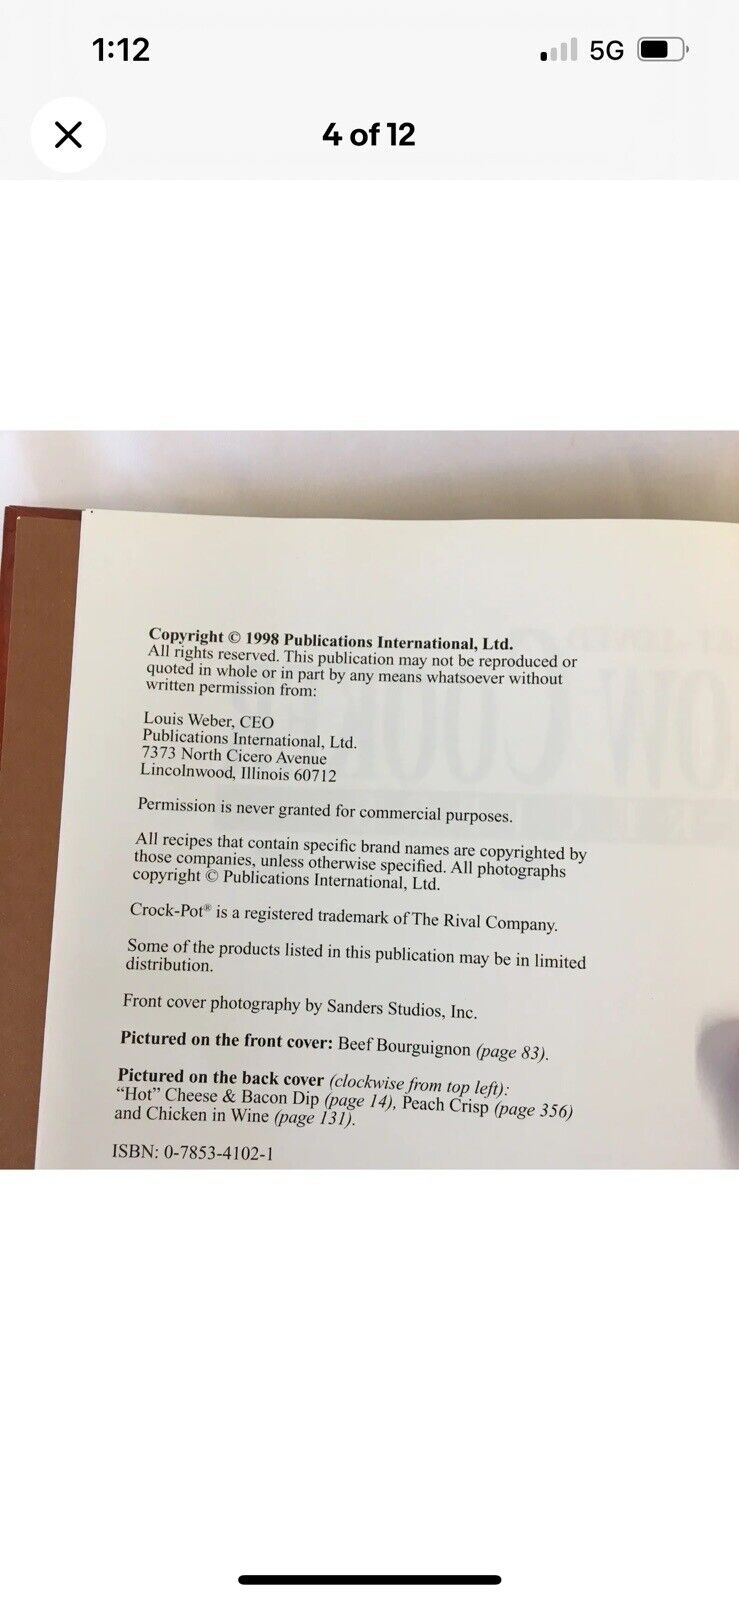 1:12
5G
4 of 12
Copyright © 1998 Publications International, Ltd.
All rights reserved. This publication may not be reproduced or
quoted in whole or in part by any means whatsoever without
written permission from:
Louis Weber, CEO
Publications International, Ltd.
7373 North Cicero Avenue
Lincolnwood, Illinois 60712
Permission is never granted for commercial purposes.
All recipes that contain specific brand names are copyrighted by
those companies, unless otherwise specified. All photographs
copyright © Publications International, Ltd.
Crock-Pot® is a registered trademark of The Rival Company.
Some of the products listed in this publication may be in limited
distribution.
Front cover photography by Sanders Studios, Inc.
Pictured on the front cover: Beef Bourguignon (page 83).
Pictured on the back cover (clockwise from top left):
“Hot” Cheese & Bacon Dip (page 14), Peach Crisp (page 356)
and Chicken in Wine (page 131).
ISBN: 0-7853-4102-1